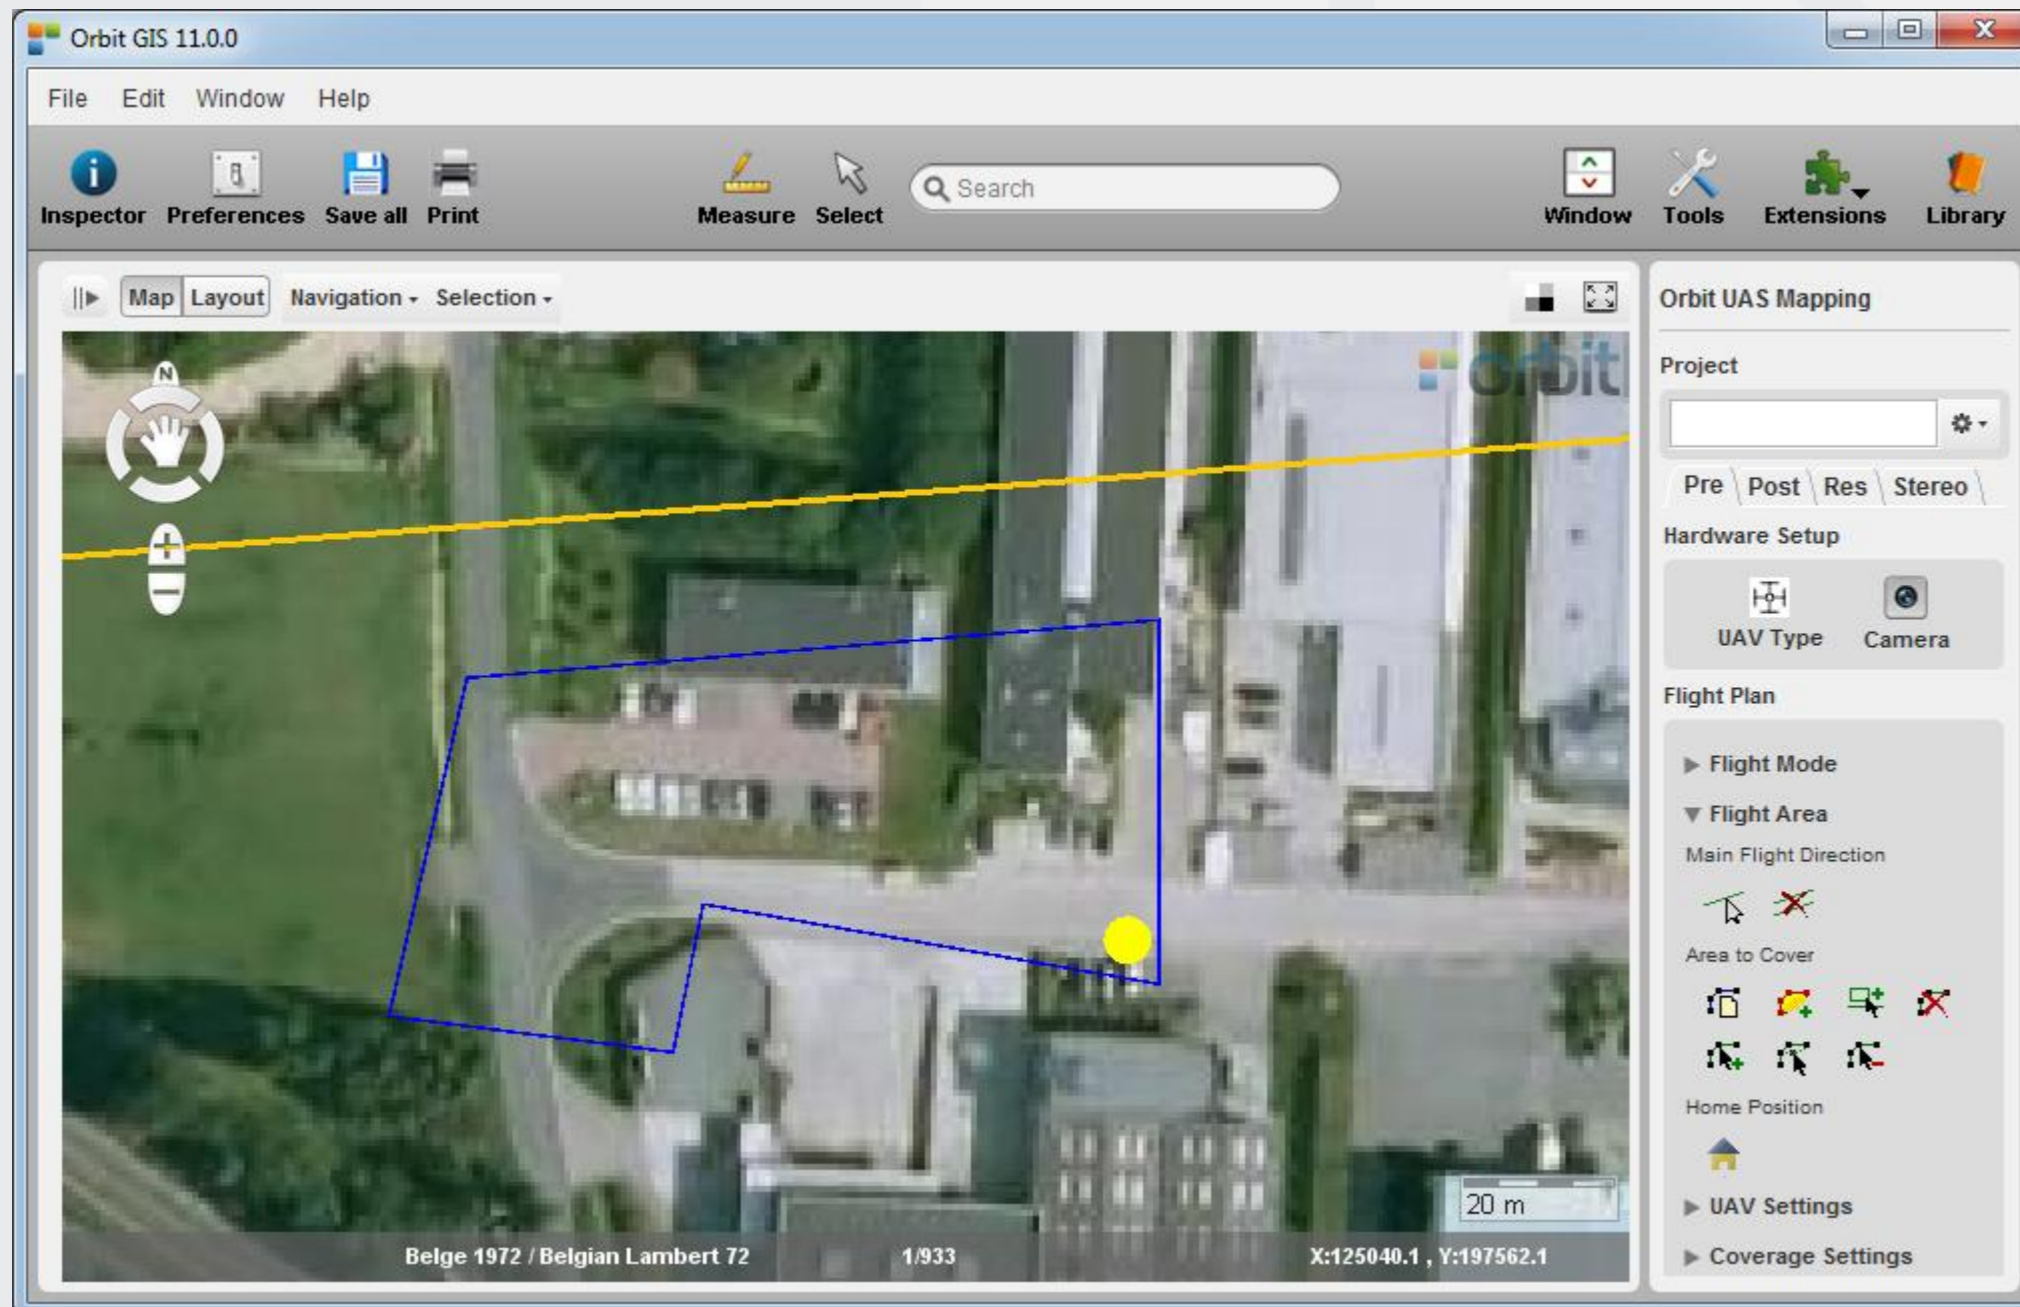 Orbit GIS 11.0.0
File Edit Window Help
Inspector Preferences Save all Print Measure Select Search Window Tools Extensions Library
Map Layout Navigation Selection
Orbit UAS Mapping
N
orbit
Project
Pre Post Res Stereo
Hardware Setup
UAV Type Camera
Flight Plan
Flight Mode
Flight Area
Main Flight Direction
Area to Cover
Home Position
20 m
UAV Settings
Belge 1972 / Belgian Lambert 72 1/933 X:125040.1 , Y:197562.1
Coverage Settings